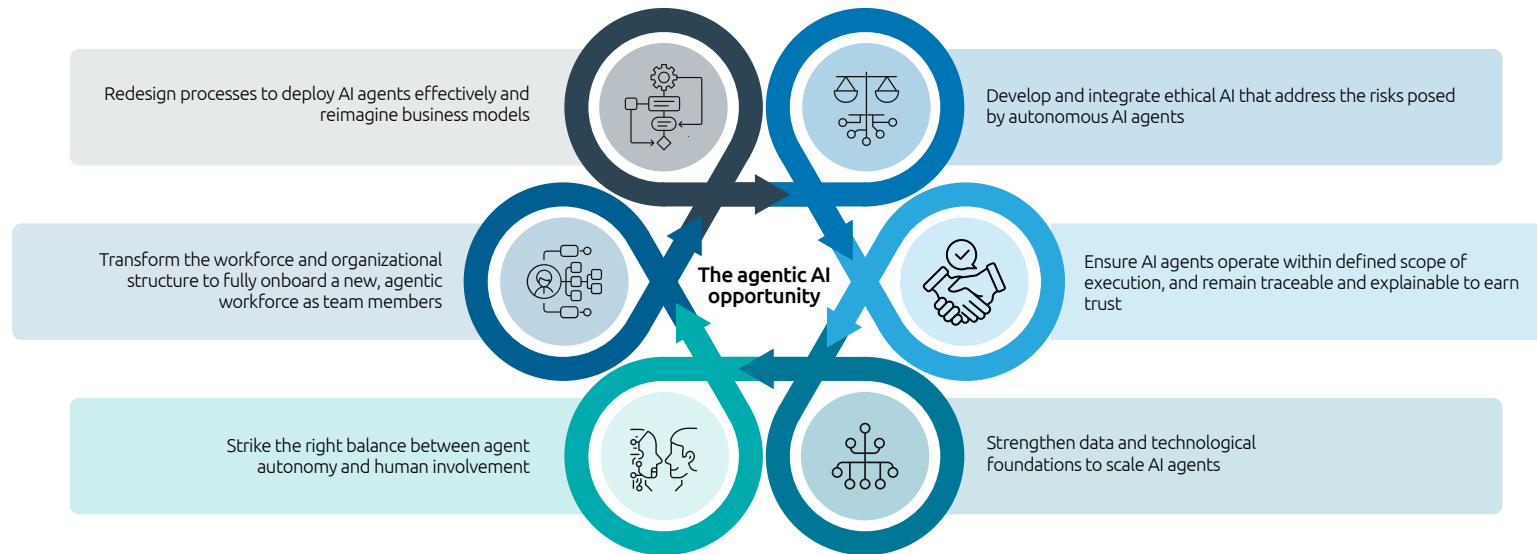 Redesign processes to deploy AI agents effectively and
reimagine business models
Develop and integrate ethical AI that address the risks posed
by autonomous AI agents
Transform the workforce and organizational
structure to fully onboard a new, agentic
workforce as team members
The agentic AI
opportunity
Ensure AI agents operate within defined scope of
execution, and remain traceable and explainable to earn
trust
Strike the right balance between agent
autonomy and human involvement
Strengthen data and technological
foundations to scale AI agents